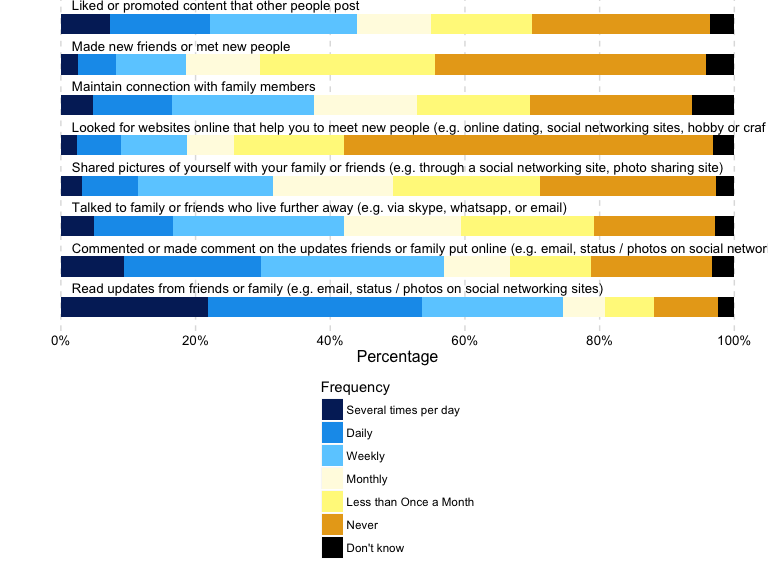 Liked or promoted content that other people post
Made new friends or met new people
Maintain connection with family members
Looked for websites online that help you to meet new people (e.g. online dating, social networking sites, hobby or craf
Shared pictures of yourself with your family or friends (e.g. through a social networking site, photo sharing site)
Talked to family or friends who live further away (e.g. via skype, whatsapp, or email)
Commented or made comment on the updates friends or family put online (e.g. email, status / photos on social networ
Read updates from friends or family (e.g. email, status / photos on social networking sites)
0% 20% 40% 60% 80% 100%
Percentage
Frequency
Several times per day
Daily
Weekly
Monthly
Less than Once a Month
Never
Don't know